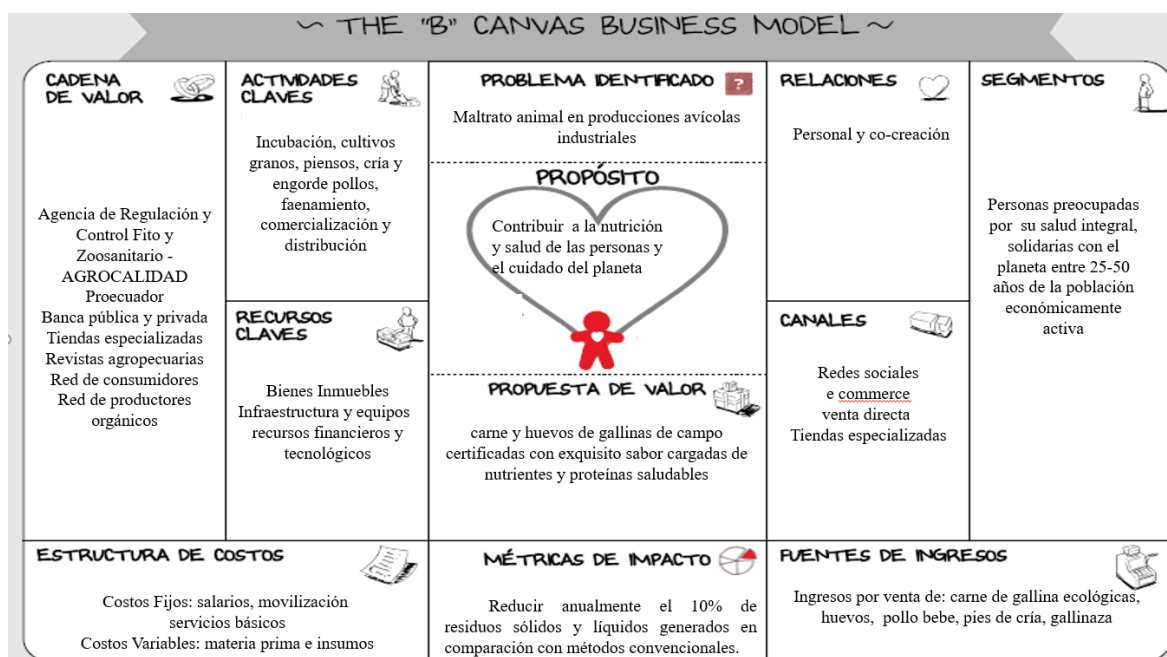 ~ THE "B" CANVAS BUSINESS MODEL ~
CADENA
DE VALOR
Agencia de Regulación y
Control Fito y
Zoosanitario -
AGROCALIDAD
Proecuador
Banca pública y privada
Tiendas especializadas
Revistas agropecuarias
Red de consumidores
Red de productores
orgánicos
ACTIVIDADES
CLAVES
Incubación, cultivos
granos, piensos, cría y
engorde pollos,
faenamiento,
comercialización y
distribución
RECURSOS
CLAVES
Bienes Inmuebles
Infraestructura y equipos
recursos financieros y
tecnológicos
PROBLEMA IDENTIFICADO
?
Maltrato animal en producciones avícolas
industriales
PROPÓSITO
Contribuir a la nutrición
y salud de las personas y
el cuidado del planeta
PROPUESTA DE VALOR
carne y huevos de gallinas de campo
certificadas con exquisito sabor cargadas de
nutrientes y proteínas saludables
RELACIONES
Personal y co-creación
CANALES
Redes sociales
e commerce
venta directa
Tiendas especializadas
SEGMENTOS
Personas preocupadas
por su salud integral,
solidarias con el
planeta entre 25-50
años de la población
económicamente
activa
ESTRUCTURA DE COSTOS
Costos Fijos: salarios, movilización
servicios básicos
Costos Variables: materia prima e insumos
MÉTRICAS DE IMPACTO
Reducir anualmente el 10% de
residuos sólidos y líquidos generados en
comparación con métodos convencionales.
FUENTES DE INGRESOS
Ingresos por venta de: carne de gallina ecológicas,
huevos, pollo bebe, pies de cría, gallinaza